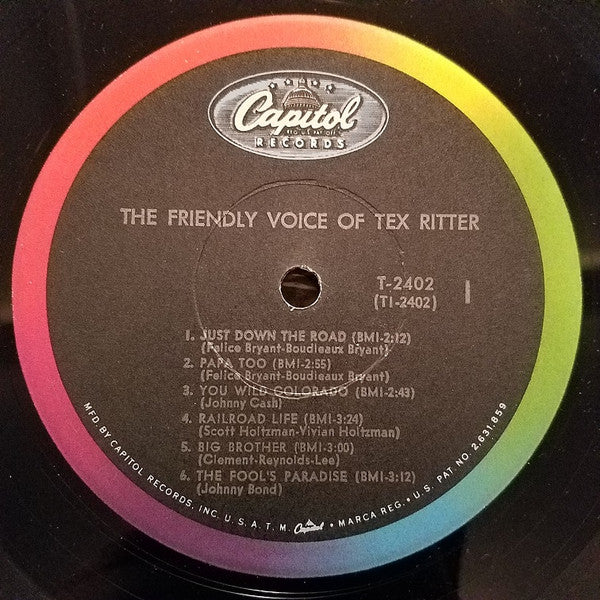 Capitol
REG. U.S. PAT. OFF.
RECORDS
THE FRIENDLY VOICE OF TEX RITTER
T-2402
(T1-2402)
1
1. JUST DOWN THE ROAD (BMI-2:12)
(Felice Bryant-Boudleaux Bryant)
2. PAPA TOO (BMI-2:55)
(Felice Bryant-Boudleaux Bryant)
3. YOU WILD COLORADO (BMI-2:43)
(Johnny Cash)
4. RAILROAD LIFE (BMI-3:24)
(Scott Holtzman-Vivian Holtzman)
5. BIG BROTHER (BMI-3:00)
(Clement-Reynolds-Lee)
6. THE FOOL'S PARADISE (BMI-3:12)
(Johnny Bond)
MFD. BY CAPITOL RECORDS, INC. U.S.A. T.M. Capitol • MARCA REG. • U.S. PAT. NO. 2,631,859